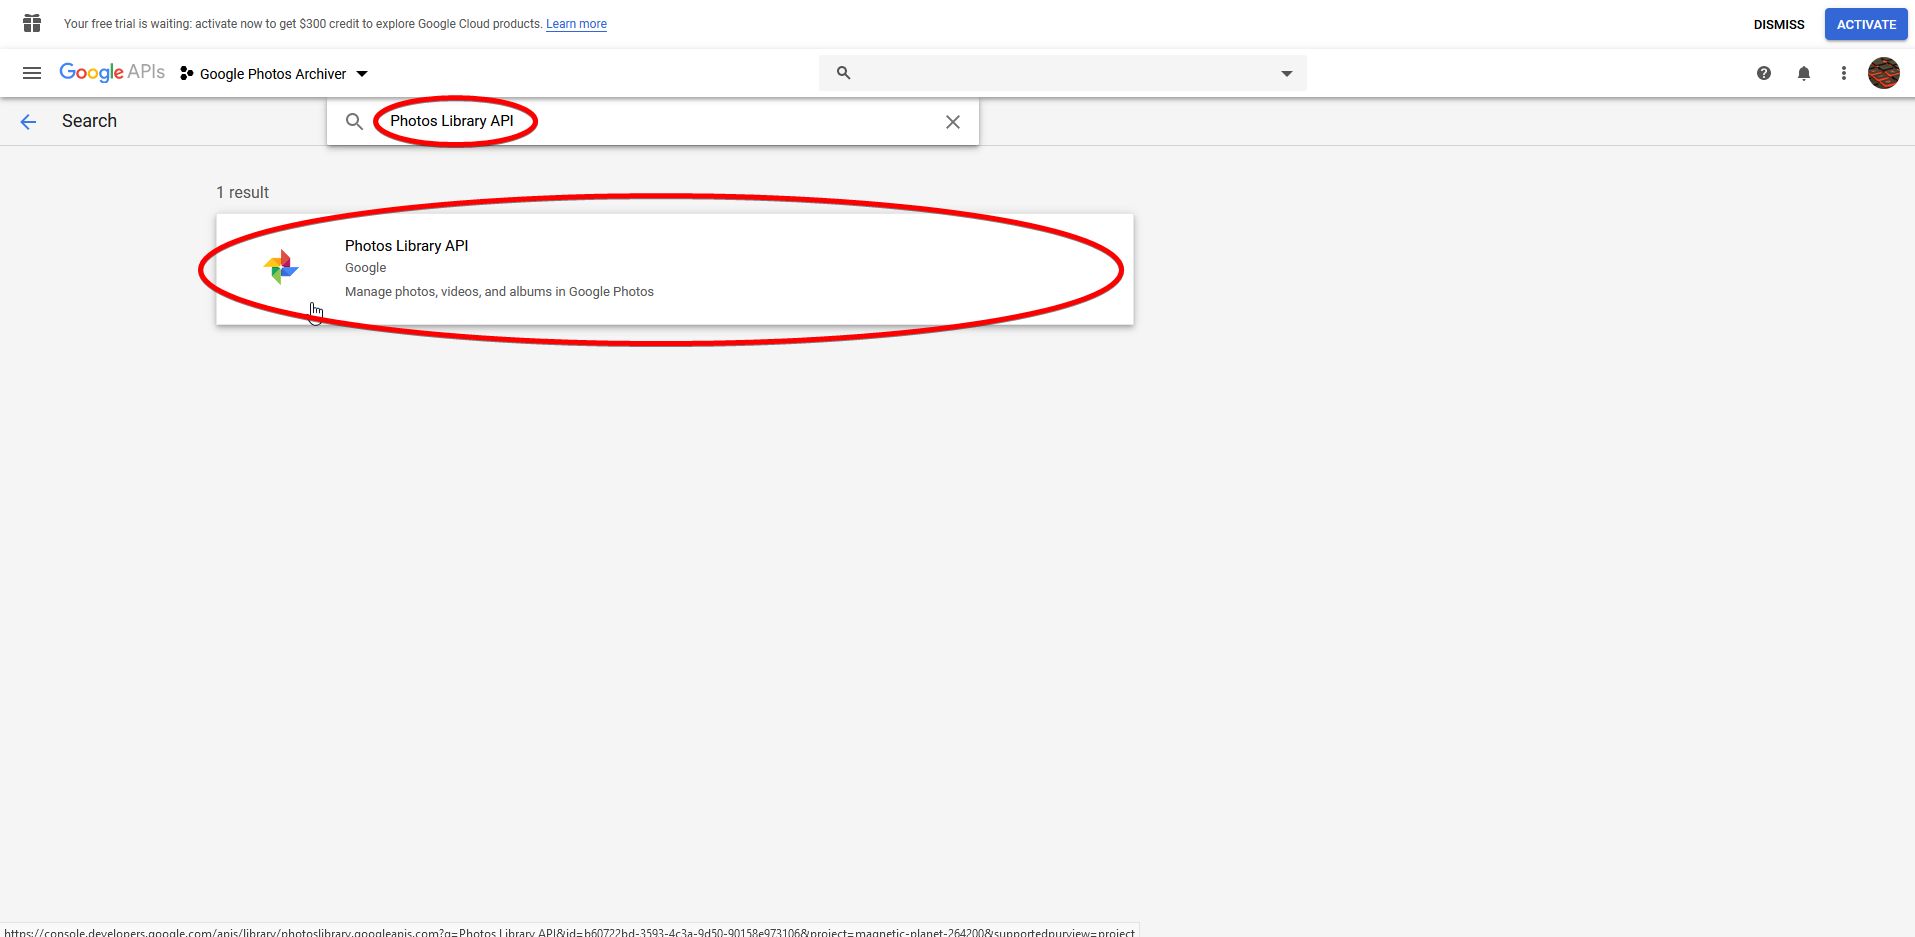 Your free trial is waiting: activate now to get $300 credit to explore Google Cloud products. Learn more
DISMISS
ACTIVATE
Google APIs
Google Photos Archiver
Search
Photos Library API
1 result
Photos Library API
Google
Manage photos, videos, and albums in Google Photos
https://console.developers.google.com/apis/library/photoslibrary.googleapis.com?q=Photos Library API&id=b60722bd-3593-4c3a-9d50-90158e973106&project=magnetic-planet-264200&supportedpurview=project